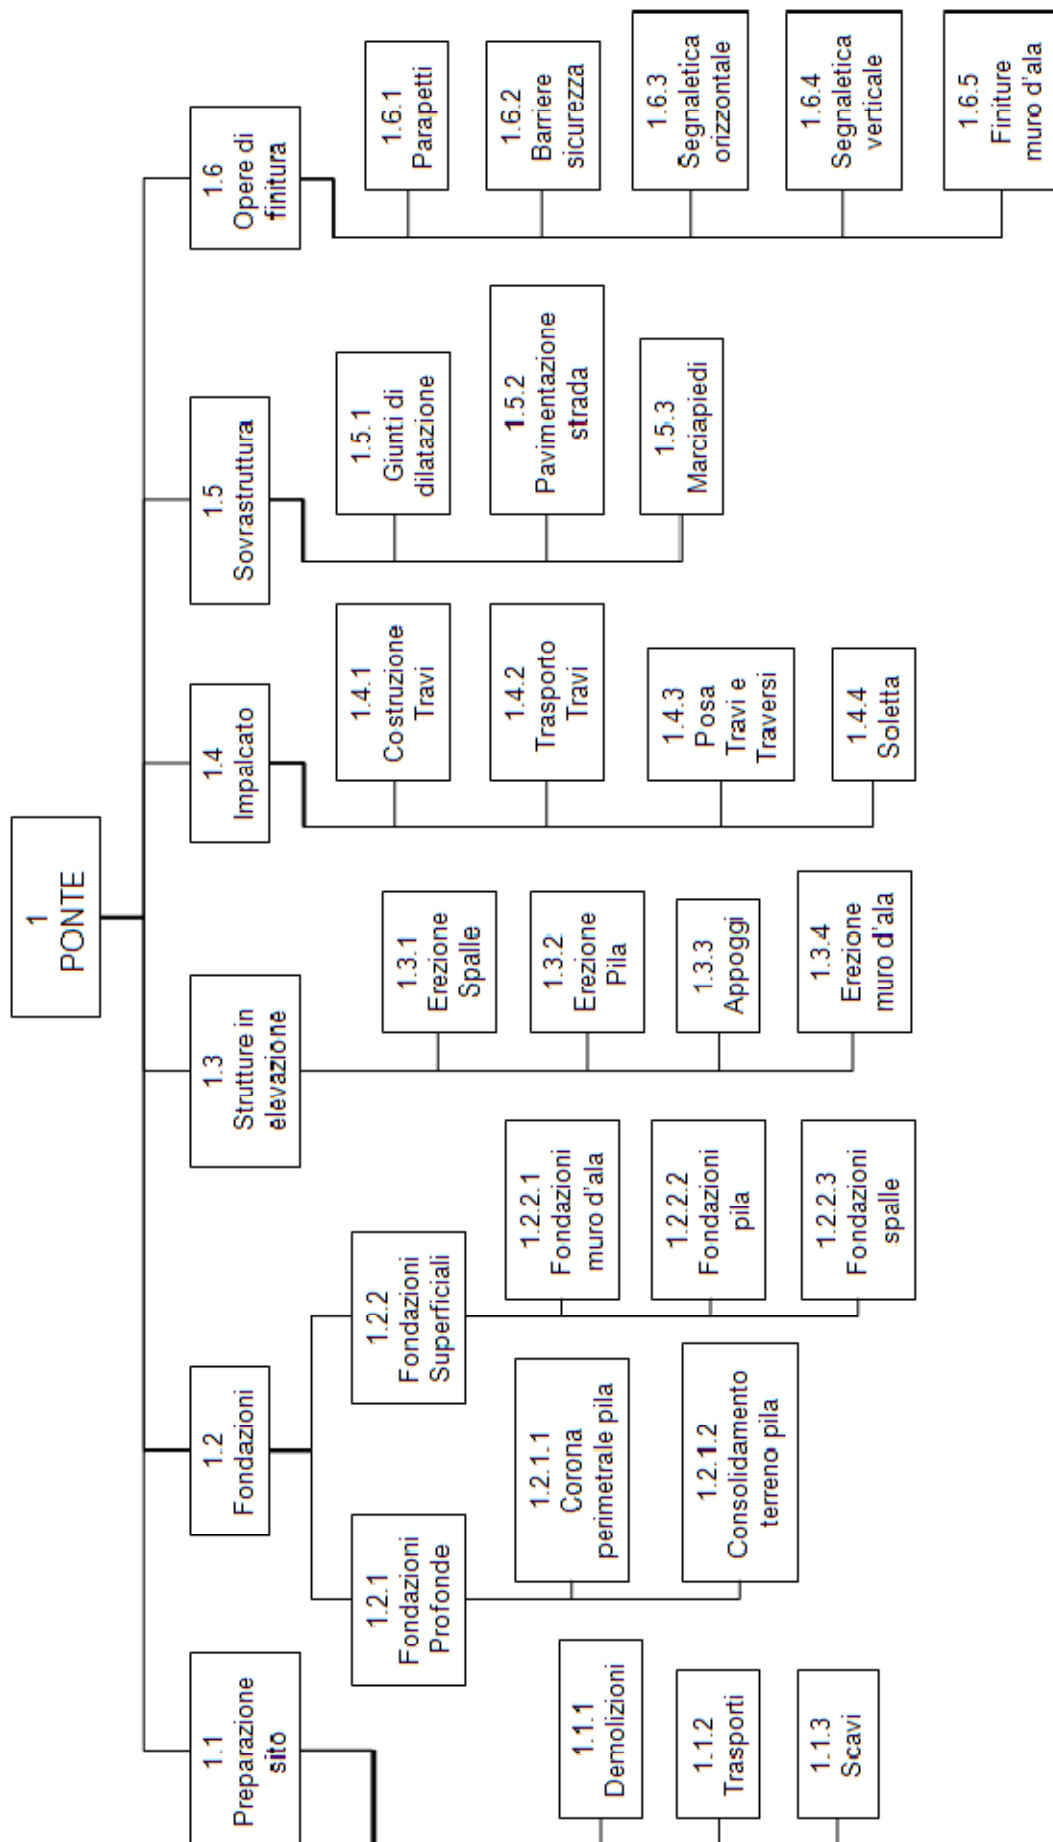 1
PONTE
1.1
Preparazione
sito
1.1.1
Demolizioni
1.1.2
Trasporti
1.1.3
Scavi
1.2
Fondazioni
1.2.1
Fondazioni
Profonde
1.2.1.1
Corona
perimetrale pila
1.2.1.2
Consolidamento
terreno pila
1.2.2
Fondazioni
Superficiali
1.2.2.1
Fondazioni
muro d'ala
1.2.2.2
Fondazioni
pila
1.2.2.3
Fondazioni
spalle
1.3
Strutture in
elevazione
1.3.1
Erezione
Spalle
1.3.2
Erezione
Pila
1.3.3
Appoggi
1.3.4
Erezione
muro d'ala
1.4
Impalcato
1.4.1
Costruzione
Travi
1.4.2
Trasporto
Travi
1.4.3
Posa
Travi e
Traversi
1.4.4
Soletta
1.5
Sovrastruttura
1.5.1
Giunti di
dilatazione
1.5.2
Pavimentazione
strada
1.5.3
Marciapiedi
1.6
Opere di
finitura
1.6.1
Parapetti
1.6.2
Barriere
sicurezza
1.6.3
Segnaletica
orizzontale
1.6.4
Segnaletica
verticale
1.6.5
Finiture
muro d'ala